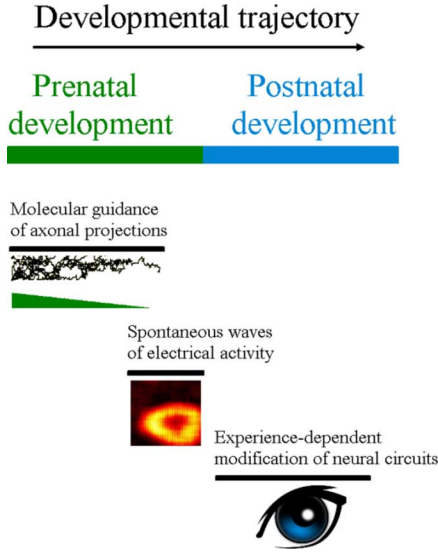 Developmental trajectory
Prenatal
development
Postnatal
development
Molecular guidance
of axonal projections
Spontaneous waves
of electrical activity
Experience-dependent
modification of neural circuits